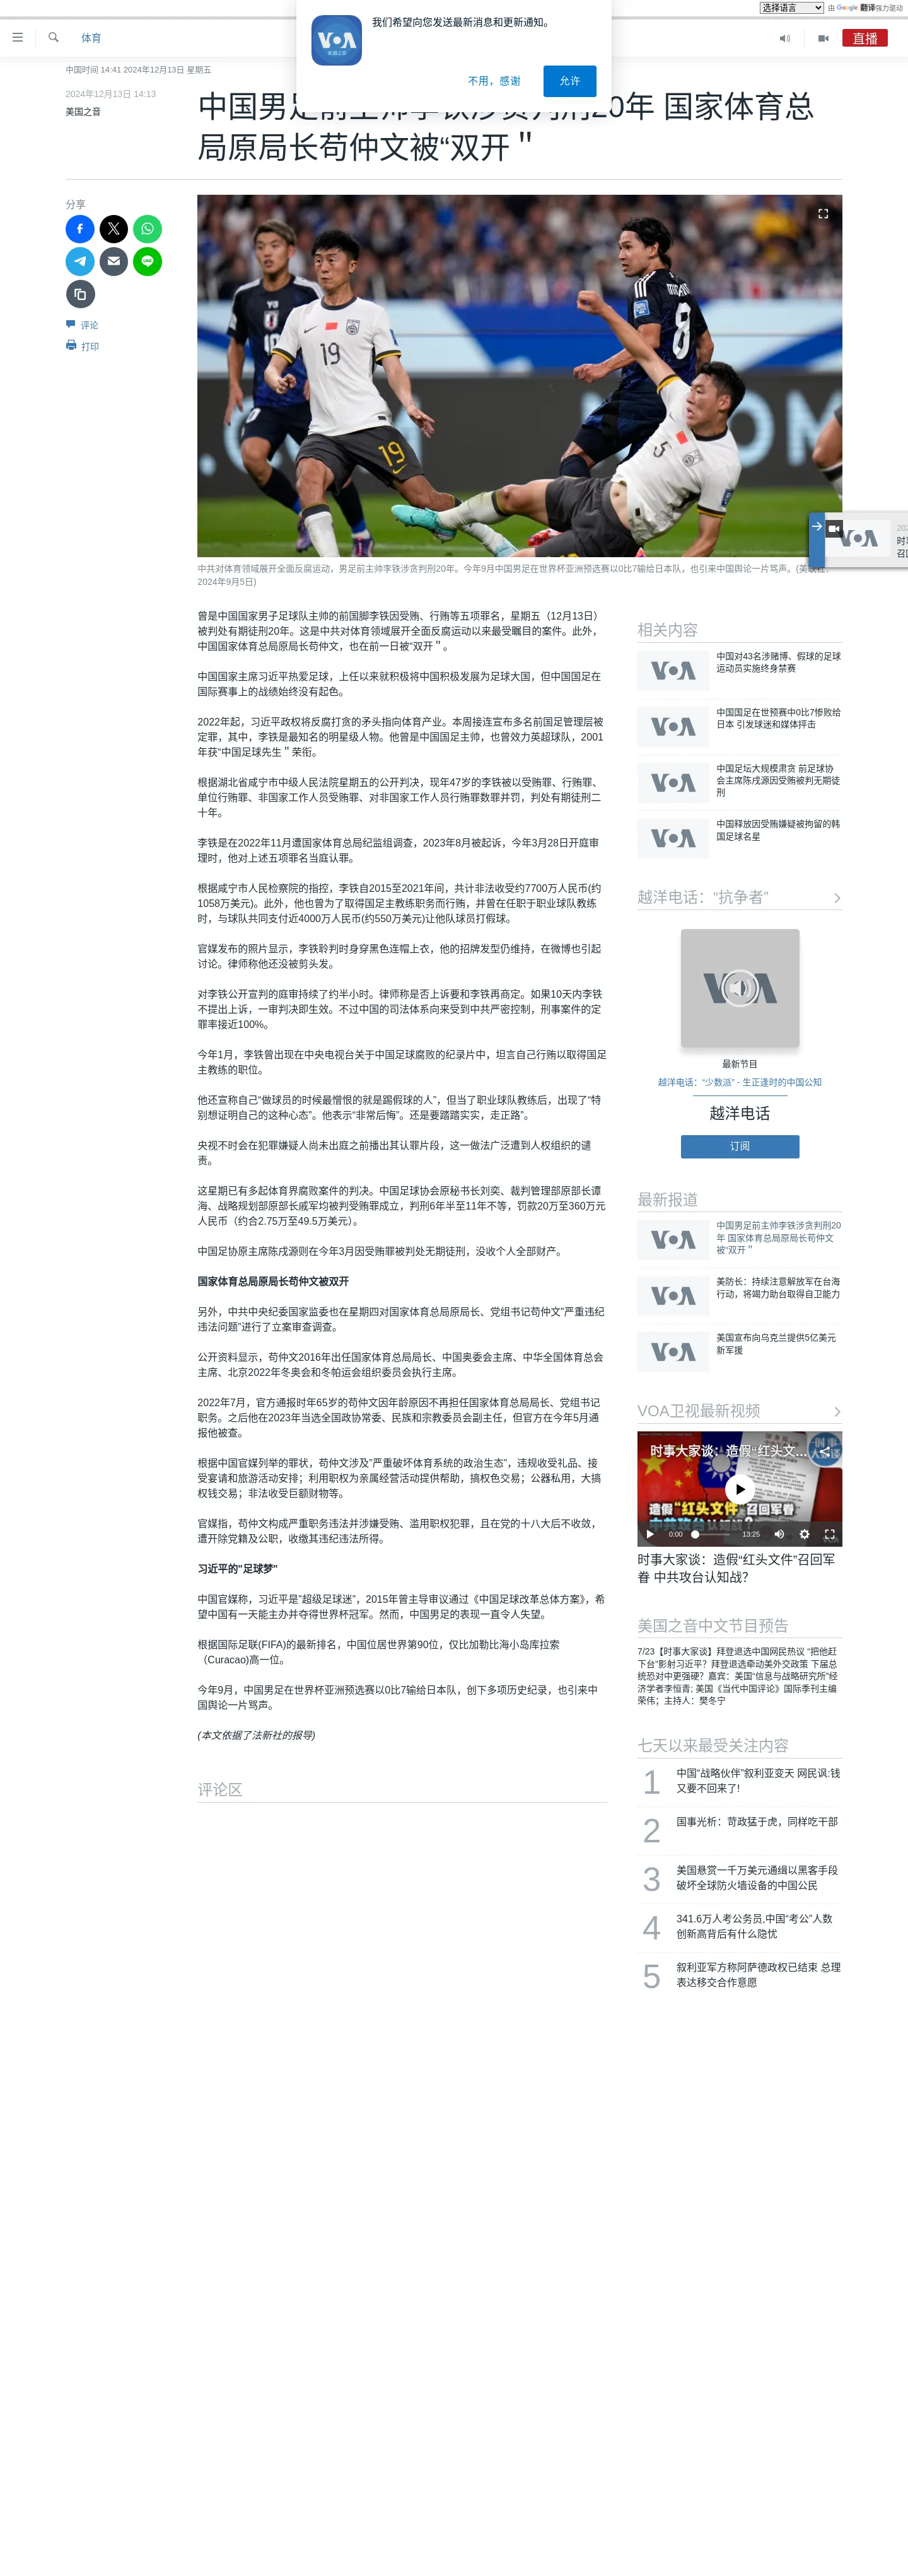 选择语言 由 Google 翻译强力驱动
我们希望向您发送最新消息和更新通知。
VOA
美国之音
不用，感谢
允许
体育
直播
中国时间 14:41 2024年12月13日 星期五
2024年12月13日 14:13
美国之音
中国男足前主帅李铁涉贪判刑20年 国家体育总
局原局长苟仲文被“双开＂
分享
评论
打印
19
8
5
中共对体育领域展开全面反腐运动，男足前主帅李铁涉贪判刑20年。今年9月中国男足在世界杯亚洲预选赛以0比7输给日本队，也引来中国舆论一片骂声。(美联社：
2024年9月5日)
曾是中国国家男子足球队主帅的前国脚李铁因受贿、行贿等五项罪名，星期五（12月13日）
被判处有期徒刑20年。这是中共对体育领域展开全面反腐运动以来最受瞩目的案件。此外，
中国国家体育总局原局长苟仲文，也在前一日被“双开＂。
中国国家主席习近平热爱足球，上任以来就积极将中国积极发展为足球大国，但中国国足在
国际赛事上的战绩始终没有起色。
2022年起，习近平政权将反腐打贪的矛头指向体育产业。本周接连宣布多名前国足管理层被
定罪，其中，李铁是最知名的明星级人物。他曾是中国国足主帅，也曾效力英超球队，2001
年获“中国足球先生＂荣衔。
根据湖北省咸宁市中级人民法院星期五的公开判决，现年47岁的李铁被以受贿罪、行贿罪、
单位行贿罪、非国家工作人员受贿罪、对非国家工作人员行贿罪数罪并罚，判处有期徒刑二
十年。
李铁是在2022年11月遭国家体育总局纪监组调查，2023年8月被起诉，今年3月28日开庭审
理时，他对上述五项罪名当庭认罪。
根据咸宁市人民检察院的指控，李铁自2015至2021年间，共计非法收受约7700万人民币(约
1058万美元)。此外，他也曾为了取得国足主教练职务而行贿，并曾在任职于职业球队教练
时，与球队共同支付近4000万人民币(约550万美元)让他队球员打假球。
官媒发布的照片显示，李铁聆判时身穿黑色连帽上衣，他的招牌发型仍维持，在微博也引起
讨论。律师称他还没被剪头发。
对李铁公开宣判的庭审持续了约半小时。律师称是否上诉要和李铁再商定。如果10天内李铁
不提出上诉，一审判决即生效。不过中国的司法体系向来受到中共严密控制，刑事案件的定
罪率接近100%。
今年1月，李铁曾出现在中央电视台关于中国足球腐败的纪录片中，坦言自己行贿以取得国足
主教练的职位。
他还宣称自己“做球员的时候最憎恨的就是踢假球的人”，但当了职业球队教练后，出现了“特
别想证明自己的这种心态”。他表示“非常后悔”。还是要踏踏实实，走正路”。
央视不时会在犯罪嫌疑人尚未出庭之前播出其认罪片段，这一做法广泛遭到人权组织的谴
责。
这星期已有多起体育界腐败案件的判决。中国足球协会原秘书长刘奕、裁判管理部原部长谭
海、战略规划部原部长戚军均被判受贿罪成立，判刑6年半至11年不等，罚款20万至360万元
人民币（约合2.75万至49.5万美元）。
中国足协原主席陈戌源则在今年3月因受贿罪被判处无期徒刑，没收个人全部财产。
国家体育总局原局长苟仲文被双开
另外，中共中央纪委国家监委也在星期四对国家体育总局原局长、党组书记苟仲文"严重违纪
违法问题"进行了立案审查调查。
公开资料显示，苟仲文2016年出任国家体育总局局长、中国奥委会主席、中华全国体育总会
主席、北京2022年冬奥会和冬帕运会组织委员会执行主席。
2022年7月，官方通报时年65岁的苟仲文因年龄原因不再担任国家体育总局局长、党组书记
职务。之后他在2023年当选全国政协常委、民族和宗教委员会副主任，但官方在今年5月通
报他被查。
根据中国官媒列举的罪状，苟仲文涉及"严重破坏体育系统的政治生态"，违规收受礼品、接
受宴请和旅游活动安排；利用职权为亲属经营活动提供帮助，搞权色交易；公器私用，大搞
权钱交易；非法收受巨额财物等。
官媒指，苟仲文构成严重职务违法并涉嫌受贿、滥用职权犯罪，且在党的十八大后不收敛，
遭开除党籍及公职，收缴其违纪违法所得。
习近平的"足球梦"
中国官媒称，习近平是"超级足球迷"，2015年曾主导审议通过《中国足球改革总体方案》，希
望中国有一天能主办并夺得世界杯冠军。然而，中国男足的表现一直令人失望。
根据国际足联(FIFA)的最新排名，中国位居世界第90位，仅比加勒比海小岛库拉索
（Curacao)高一位。
今年9月，中国男足在世界杯亚洲预选赛以0比7输给日本队，创下多项历史纪录，也引来中
国舆论一片骂声。
(本文依据了法新社的报导)
评论区
相关内容
中国对43名涉赌博、假球的足球
运动员实施终身禁赛
中国国足在世预赛中0比7惨败给
日本 引发球迷和媒体抨击
中国足坛大规模肃贪 前足球协
会主席陈戌源因受贿被判无期徒
刑
中国释放因受贿嫌疑被拘留的韩
国足球名星
越洋电话：“抗争者”
最新节目
越洋电话：“少数派” - 生正逢时的中国公知
越洋电话
订阅
最新报道
中国男足前主帅李铁涉贪判刑20
年 国家体育总局原局长苟仲文
被“双开＂
美防长：持续注意解放军在台海
行动，将竭力助台取得自卫能力
美国宣布向乌克兰提供5亿美元
新军援
VOA卫视最新视频
时事大家谈：造假“红头文...
造假“红头文件”召回军眷
中共攻台认知战？
0:00 13:25
时事大家谈：造假“红头文件”召回军
眷 中共攻台认知战？
美国之音中文节目预告
7/23【时事大家谈】拜登退选中国网民热议 “把他赶
下台”影射习近平？拜登退选牵动美外交政策 下届总
统恐对中更强硬？嘉宾：美国“信息与战略研究所”经
济学者李恒青; 美国《当代中国评论》国际季刊主编
荣伟；主持人：樊冬宁
七天以来最受关注内容
1 中国“战略伙伴”叙利亚变天 网民讽:钱
又要不回来了!
2 国事光析：苛政猛于虎，同样吃干部
3 美国悬赏一千万美元通缉以黑客手段
破坏全球防火墙设备的中国公民
4 341.6万人考公务员,中国“考公”人数
创新高背后有什么隐忧
5 叙利亚军方称阿萨德政权已结束 总理
表达移交合作意愿